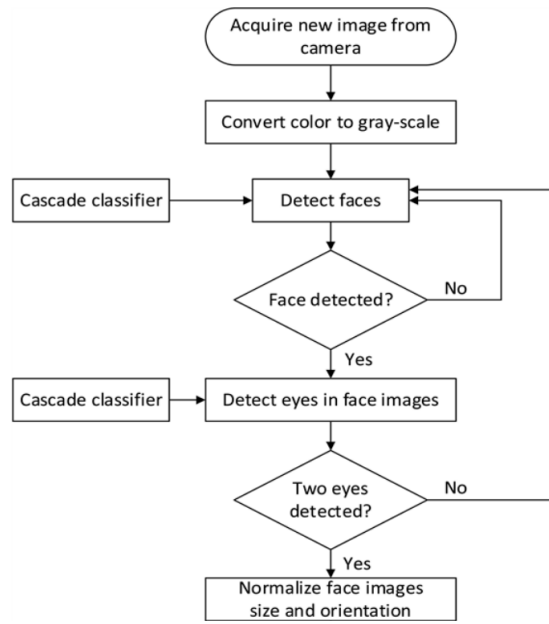 Acquire new image from
camera
Convert color to gray-scale
Cascade classifier
Detect faces
Face detected?
No
Yes
Cascade classifier
Detect eyes in face images
Two eyes
detected?
No
Yes
Normalize face images
size and orientation